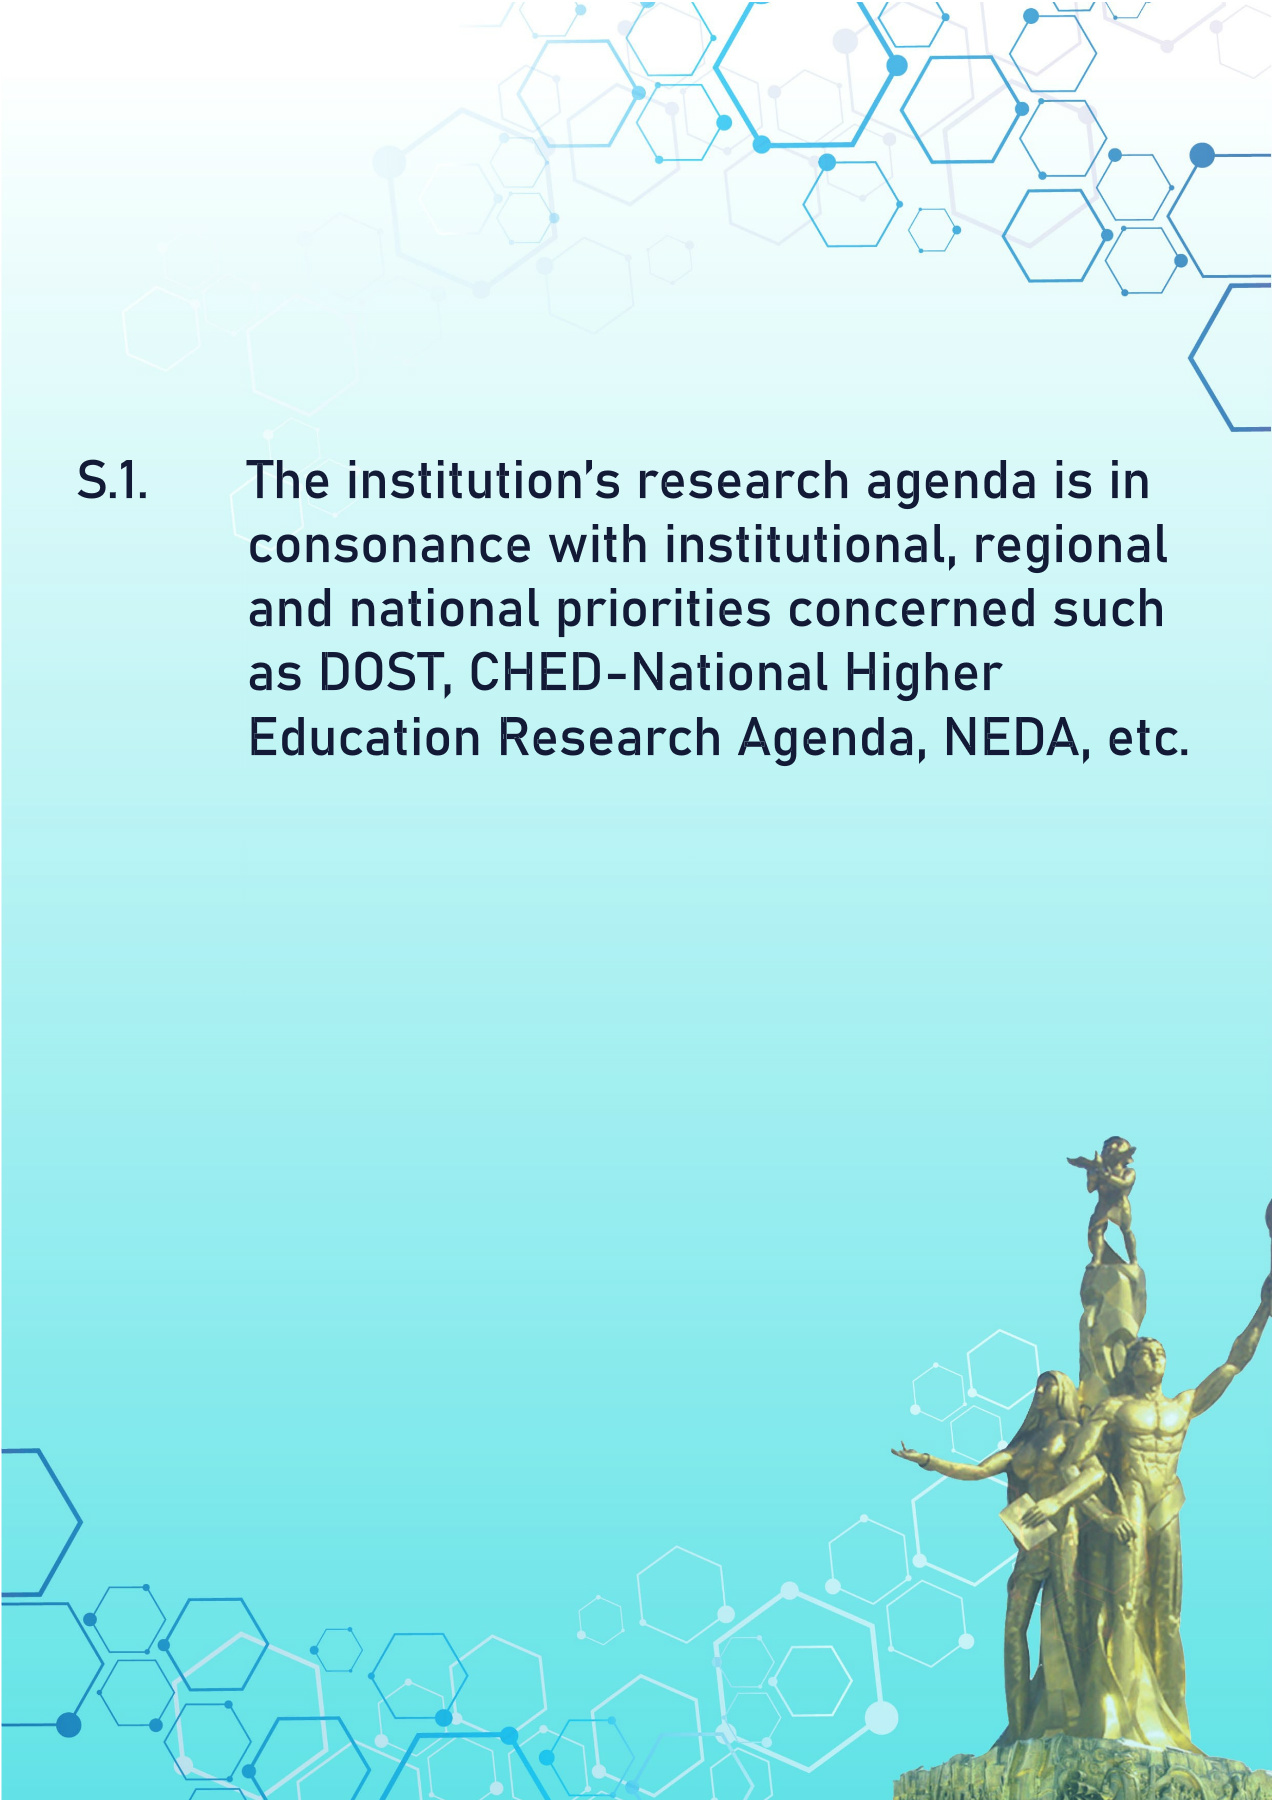 S.1. The institution’s research agenda is in
consonance with institutional, regional
and national priorities concerned such
as DOST, CHED-National Higher
Education Research Agenda, NEDA, etc.